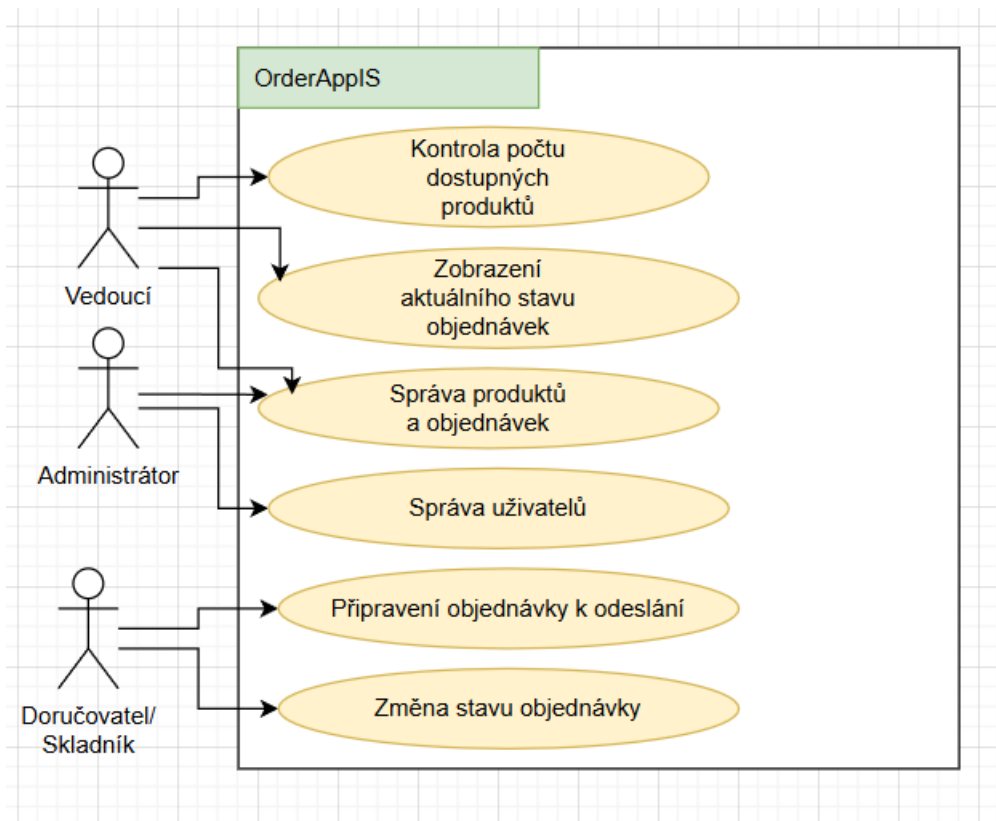 OrderAppIS
Kontrola počtu
dostupných
produktů
Vedoucí
Zobrazení
aktuálního stavu
objednávek
Správa produktů
a objednávek
Administrátor
Správa uživatelů
Připravení objednávky k odeslání
Doručovatel/
Skladník
Změna stavu objednávky